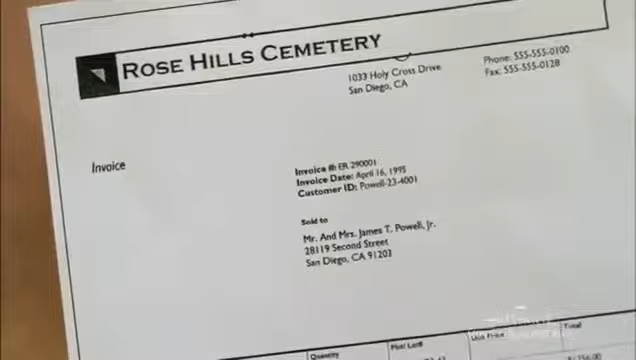 ROSE HILLS CEMETERY
1033 Holy Cross Drive
San Diego, CA
Phone: 555-555-0100
Fax: 555-555-0128
Invoice
Invoice #: ER 290001
Invoice Date: April 16, 1995
Customer ID: Powell-23-4001
Sold to
Mr. And Mrs. James T. Powell, Jr.
28119 Second Street
San Diego, CA 91203
Quantity
Unit Price
Total